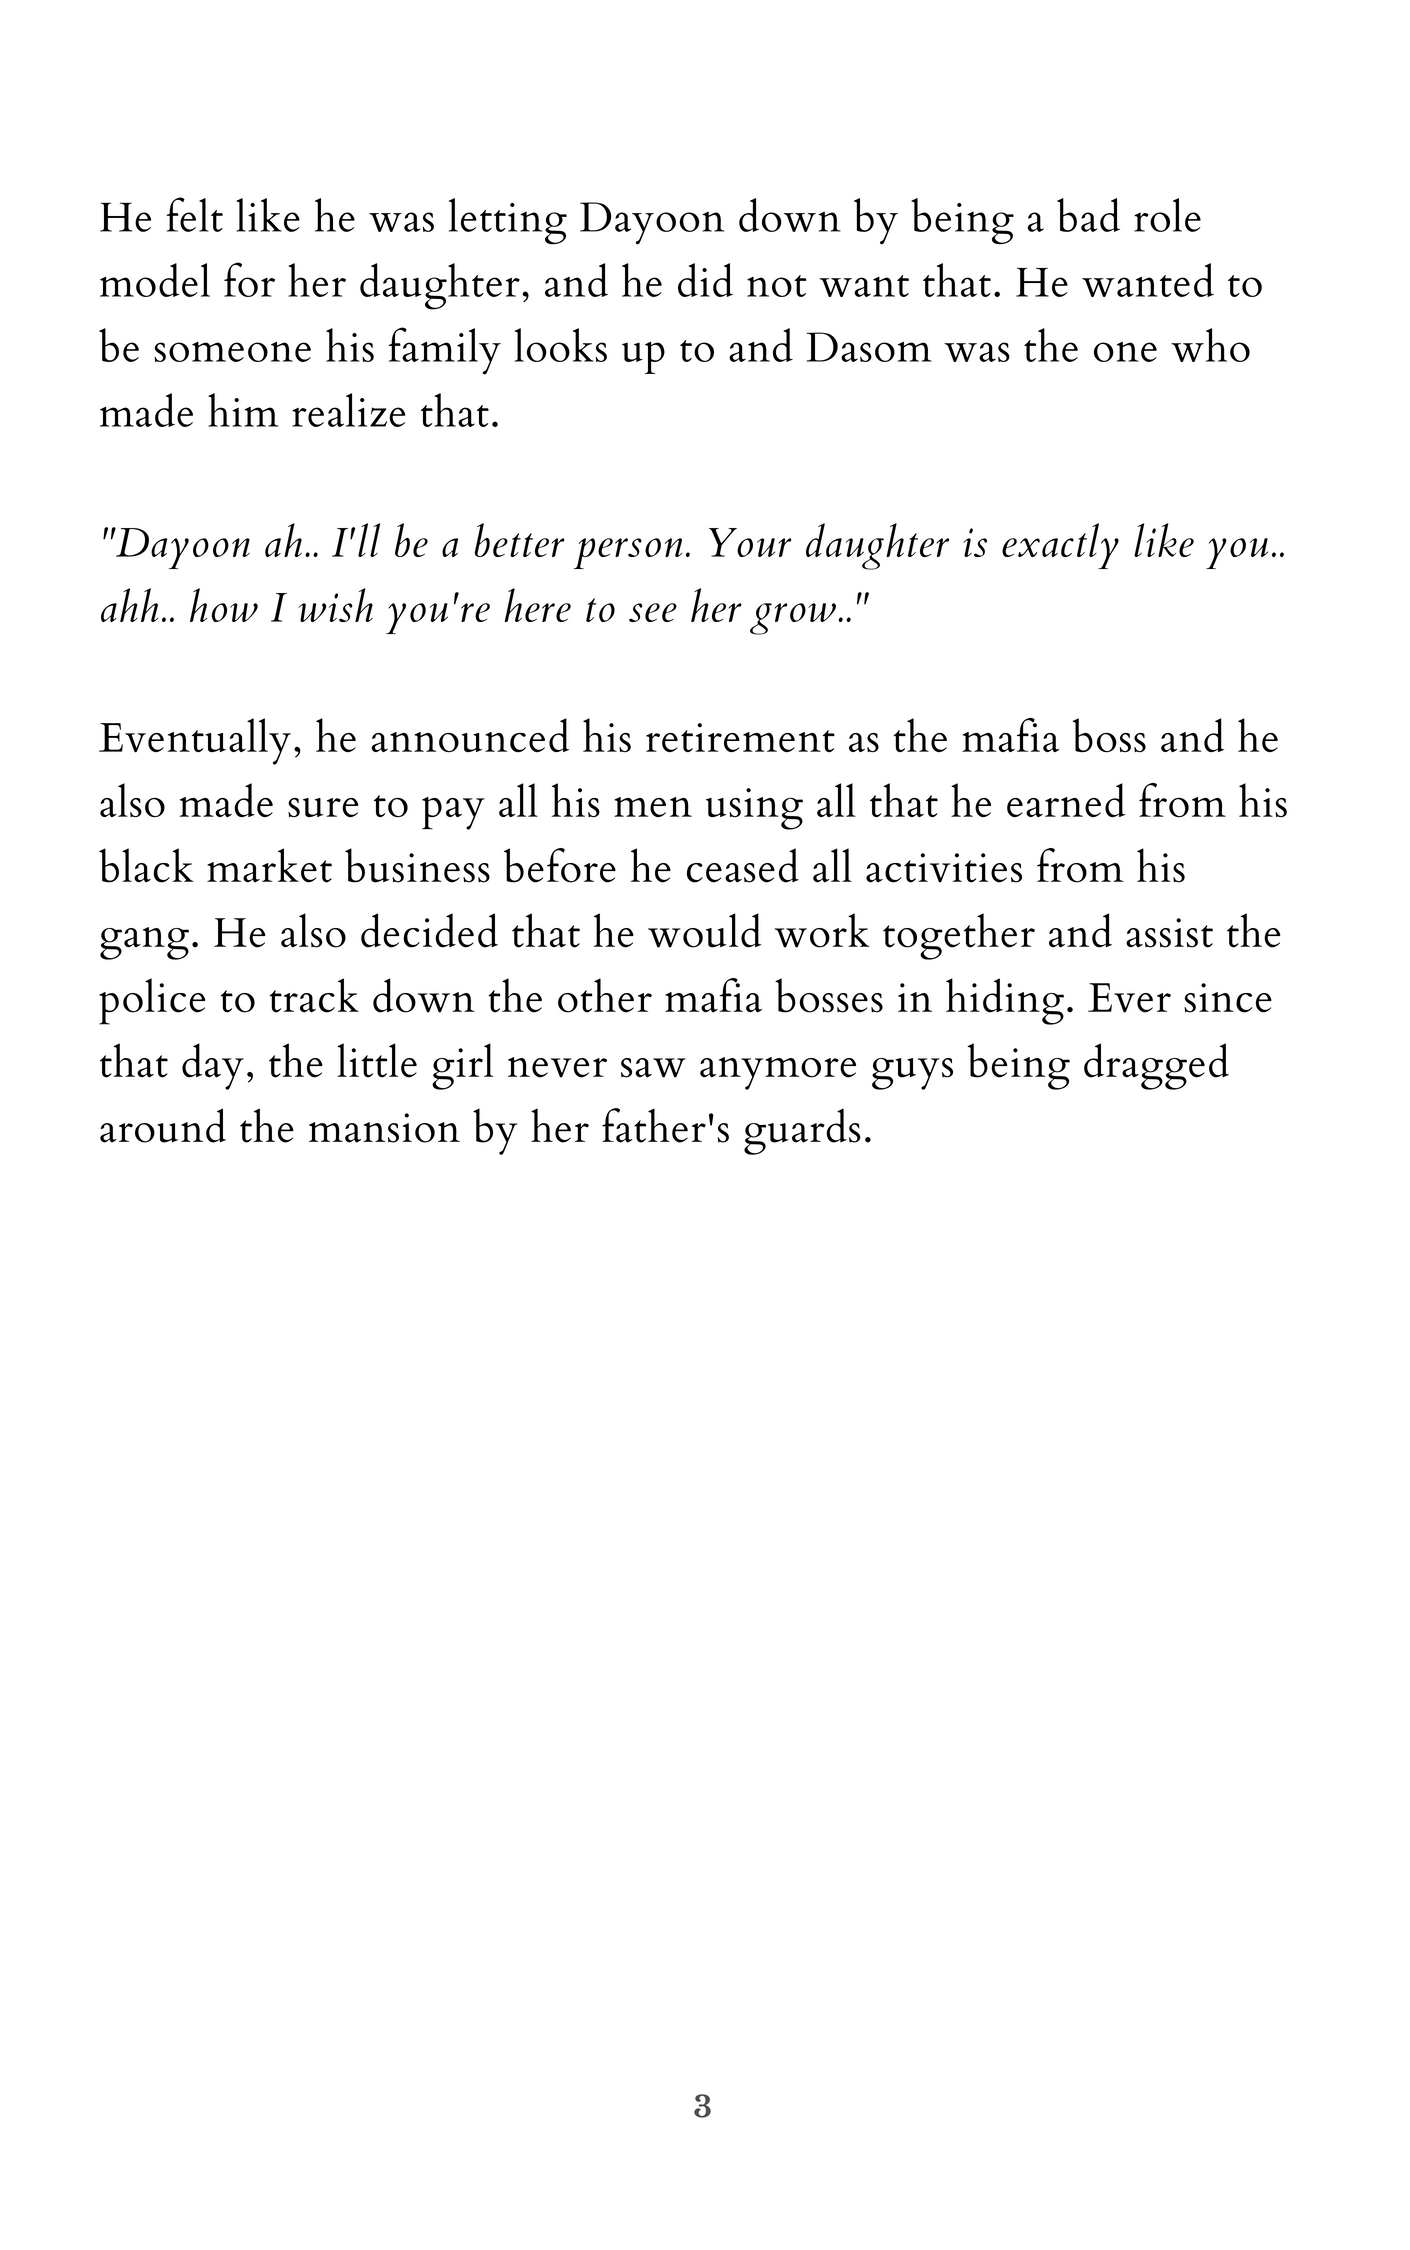 He felt like he was letting Dayoon down by being a bad role
model for her daughter, and he did not want that. He wanted to
be someone his family looks up to and Dasom was the one who
made him realize that.
"Dayoon ah.. I'll be a better person. Your daughter is exactly like you..
ahh.. how I wish you're here to see her grow.."
Eventually, he announced his retirement as the mafia boss and he
also made sure to pay all his men using all that he earned from his
black market business before he ceased all activities from his
gang. He also decided that he would work together and assist the
police to track down the other mafia bosses in hiding. Ever since
that day, the little girl never saw anymore guys being dragged
around the mansion by her father's guards.
3